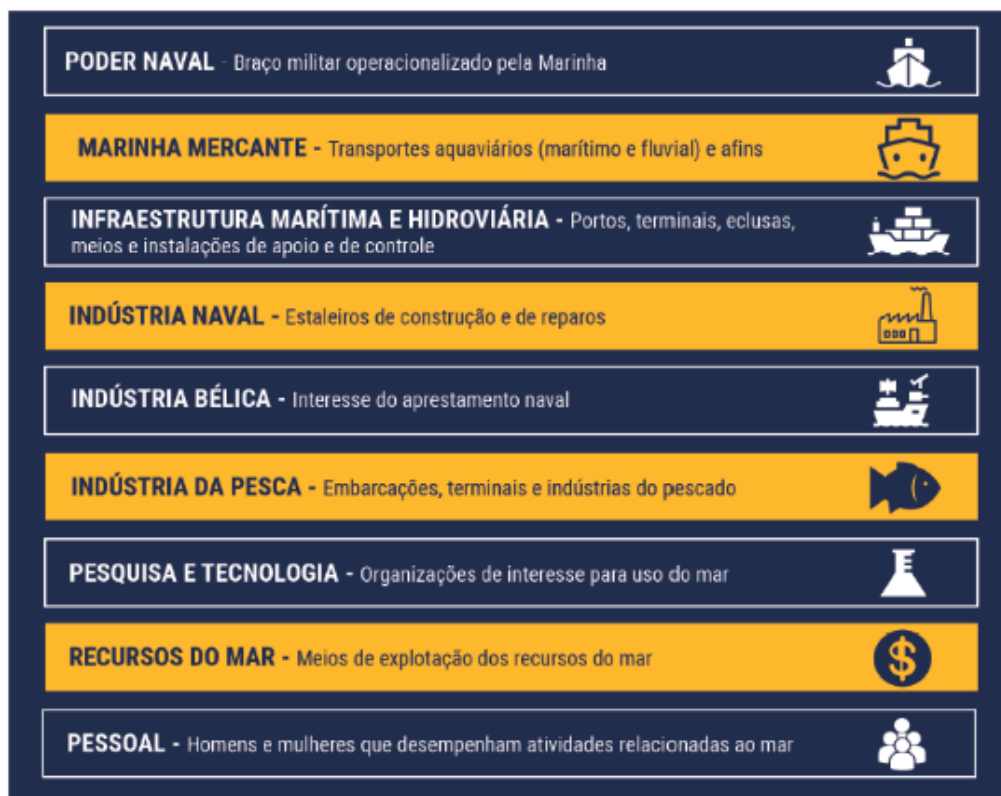 PODER NAVAL - Braço militar operacionalizado pela Marinha
MARINHA MERCANTE - Transportes aquaviários (marítimo e fluvial) e afins
INFRAESTRUTURA MARÍTIMA E HIDROVIÁRIA - Portos, terminais, eclusas,
meios e instalações de apoio e de controle
INDÚSTRIA NAVAL - Estaleiros de construção e de reparos
INDÚSTRIA BÉLICA - Interesse do aprestamento naval
INDÚSTRIA DA PESCA - Embarcações, terminais e indústrias do pescado
PESQUISA E TECNOLOGIA - Organizações de interesse para uso do mar
RECURSOS DO MAR - Meios de explotação dos recursos do mar
$
PESSOAL - Homens e mulheres que desempenham atividades relacionadas ao mar